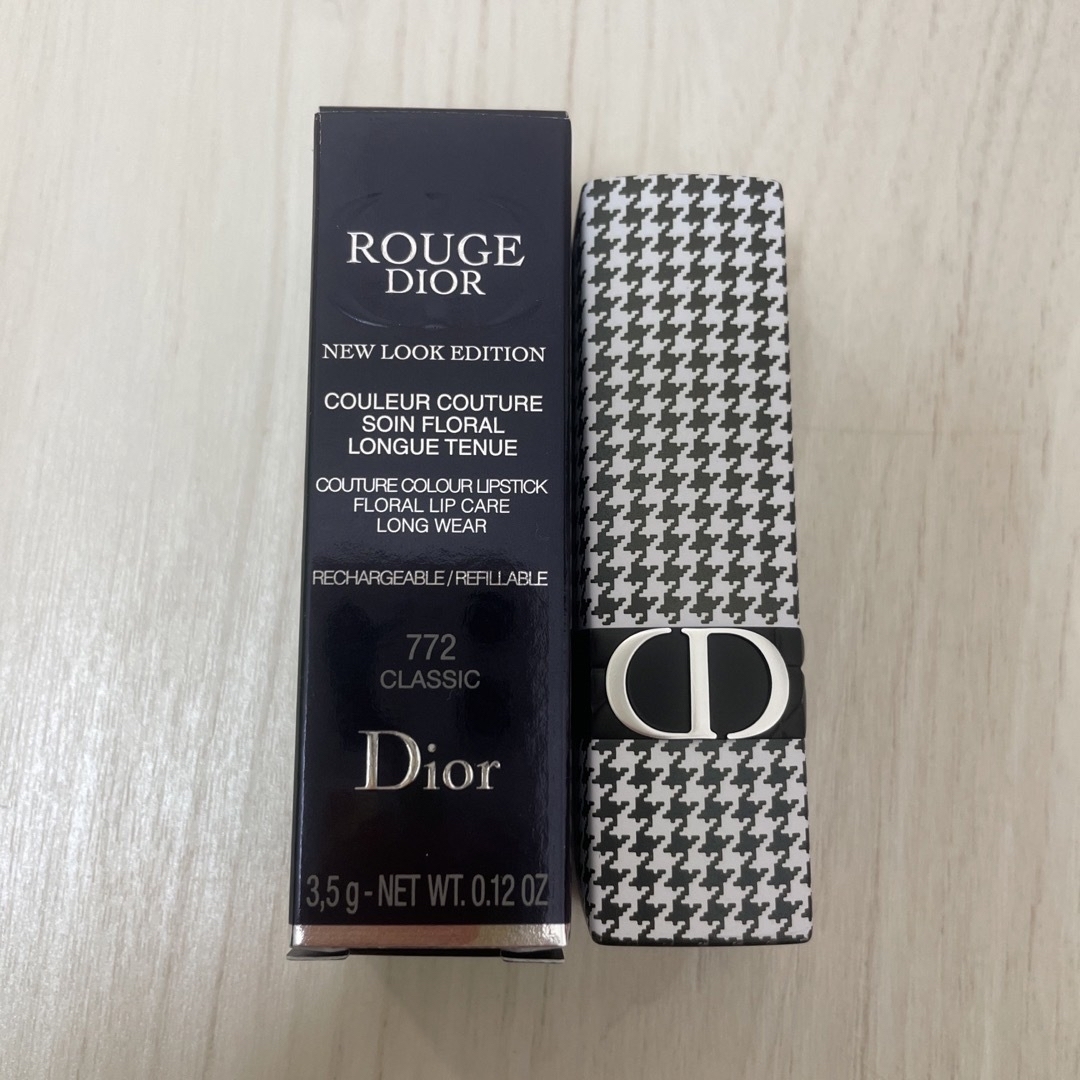 ROUGE
DIOR
NEW LOOK EDITION
COULEUR COUTURE
SOIN FLORAL
LONGUE TENUE
COUTURE COLOUR LIPSTICK
FLORAL LIP CARE
LONG WEAR
RECHARGEABLE/REFILLABLE
772
CLASSIC
Dior
3,5 g - NET WT. 0.12 OZ
CD